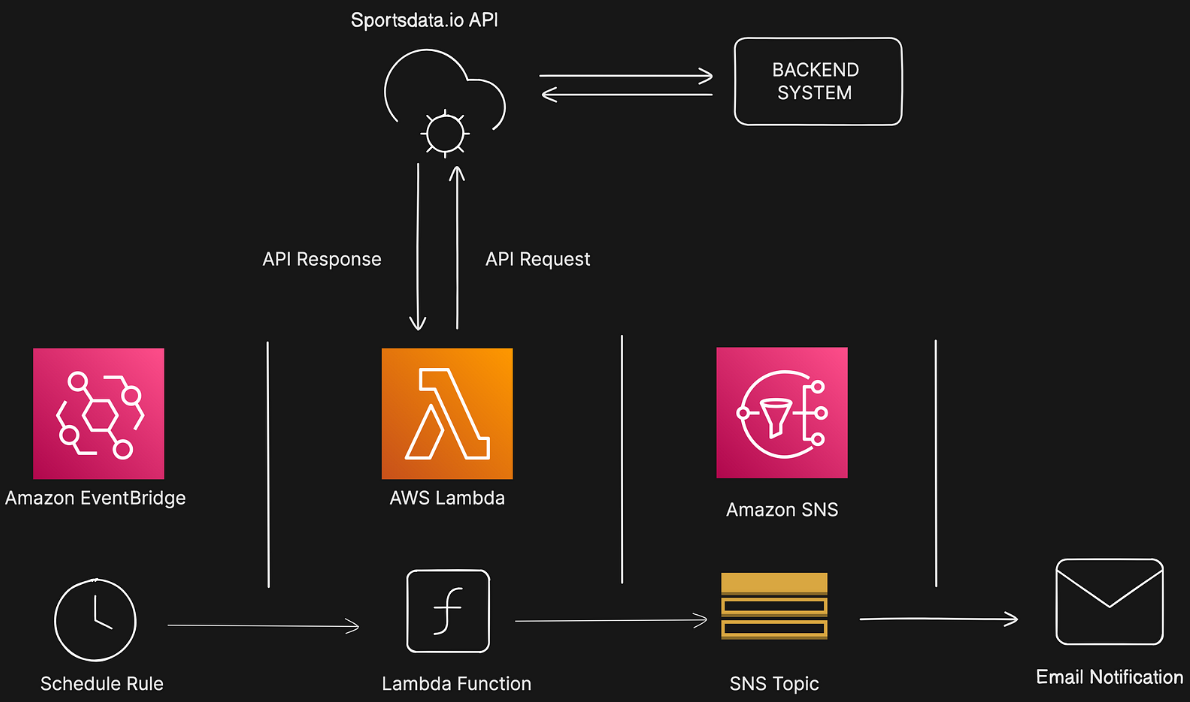 Sportsdata.io API
BACKEND
SYSTEM
API Response
API Request
Amazon EventBridge
AWS Lambda
Amazon SNS
Schedule Rule
Lambda Function
SNS Topic
Email Notification